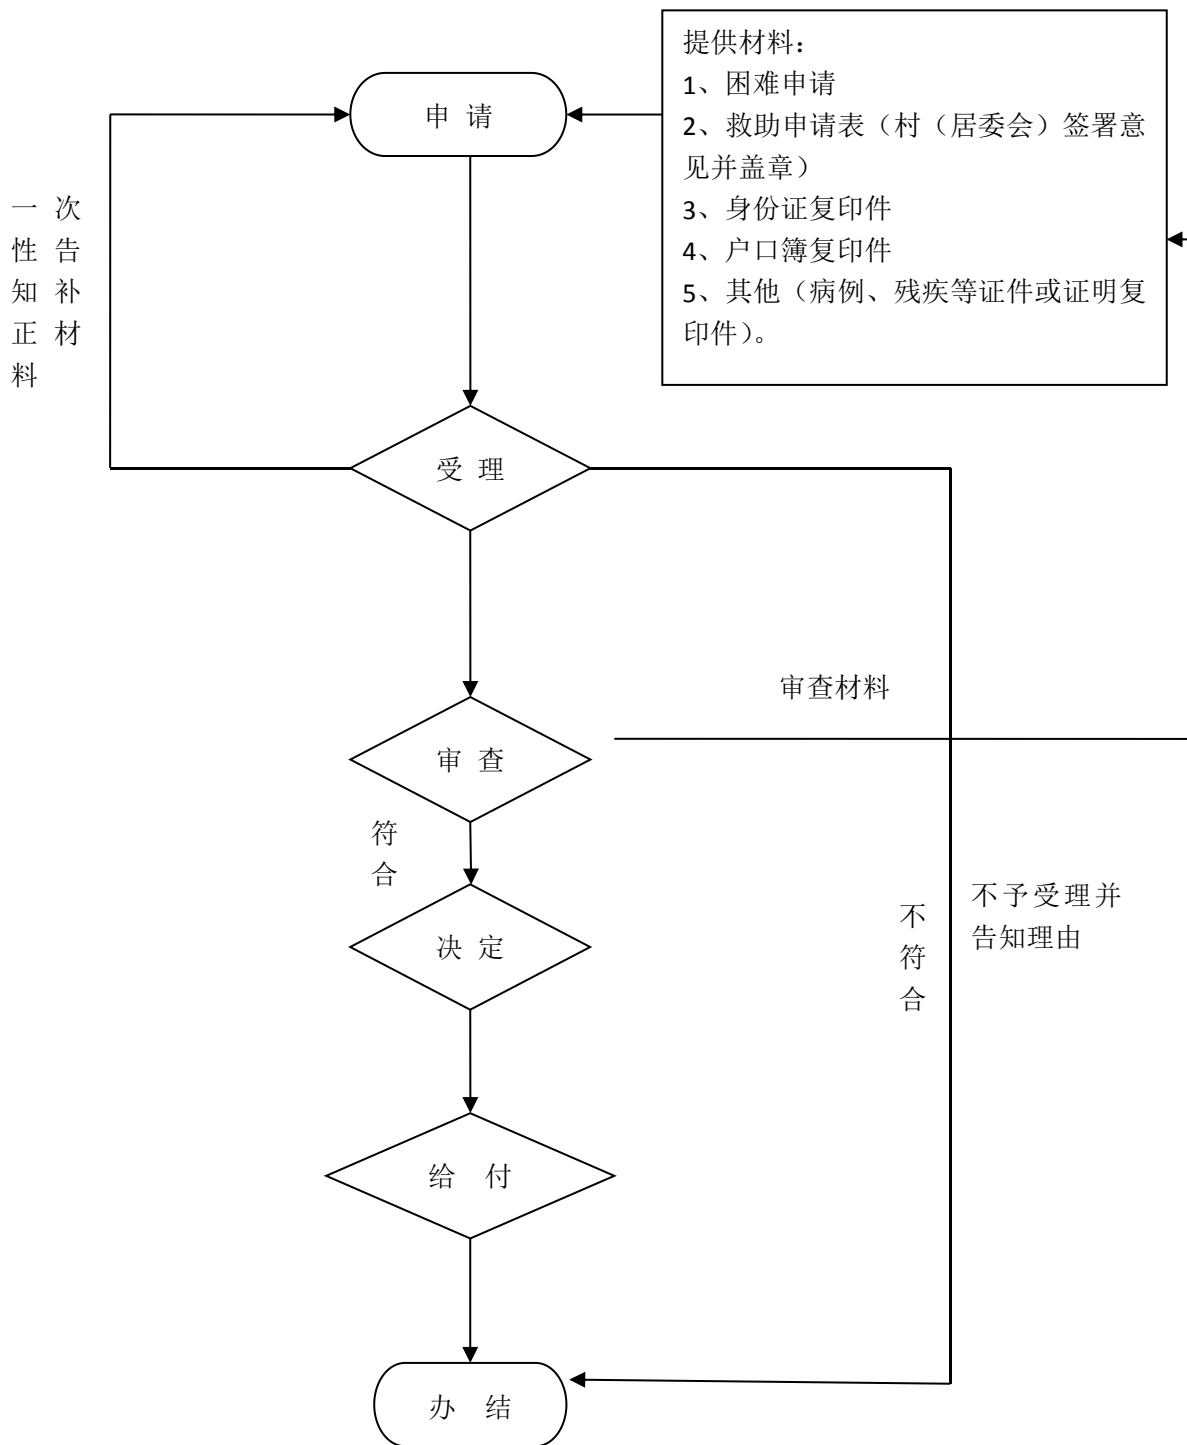 提供材料：
1、困难申请
2、救助申请表（村（居委会）签署意
见并盖章）
3、身份证复印件
4、户口簿复印件
5、其他（病例、残疾等证件或证明复
印件）。
申 请
一 次
性 告
知 补
正 材
料
受 理
审查材料
审 查
符
合
决 定
不
符
合
不予受理并
告知理由
给 付
办 结